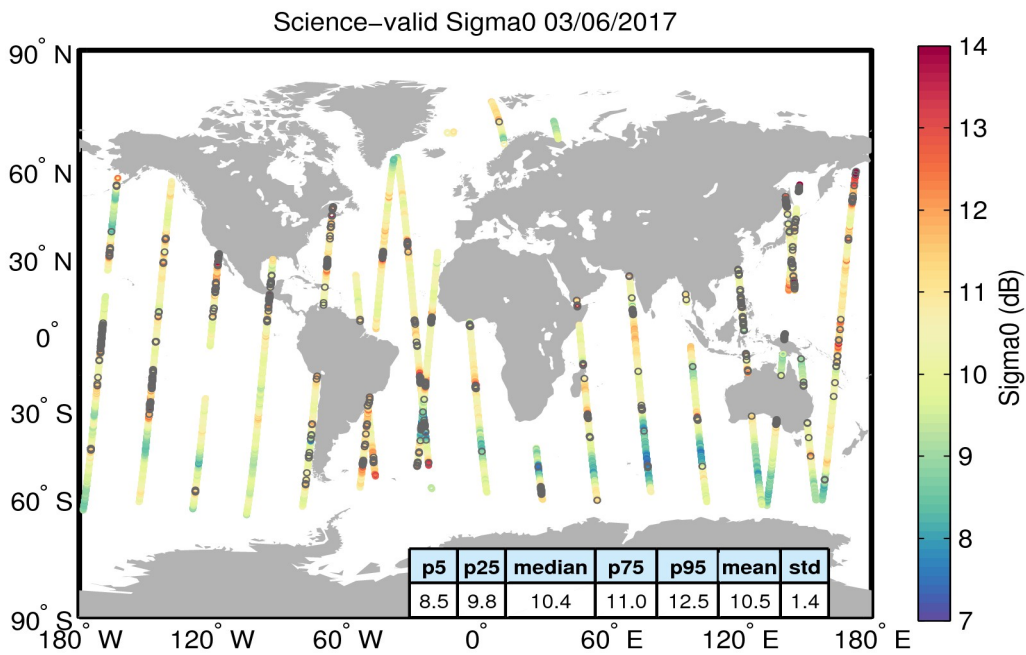 Science−valid Sigma0 03/06/2017
90° N
60° N
30° N
0°
30° S
60° S
90° S
180° W
120° W
60° W
0°
60° E
120° E
180° E
p5 p25 median p75 p95 mean std
8.5 9.8 10.4 11.0 12.5 10.5 1.4
14
13
12
11
10
9
8
7
Sigma0 (dB)